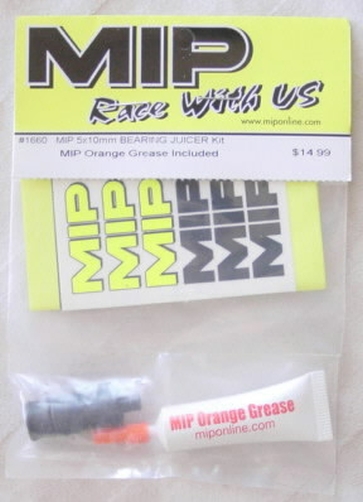 MIP
Race With US
www.miponline.com
#1660 MIP 5x10mm BEARING JUICER Kit
MIP Orange Grease Included $14.99
MIP MIP MIP MIP MIP MIP
MIP Orange Grease
miponline.com